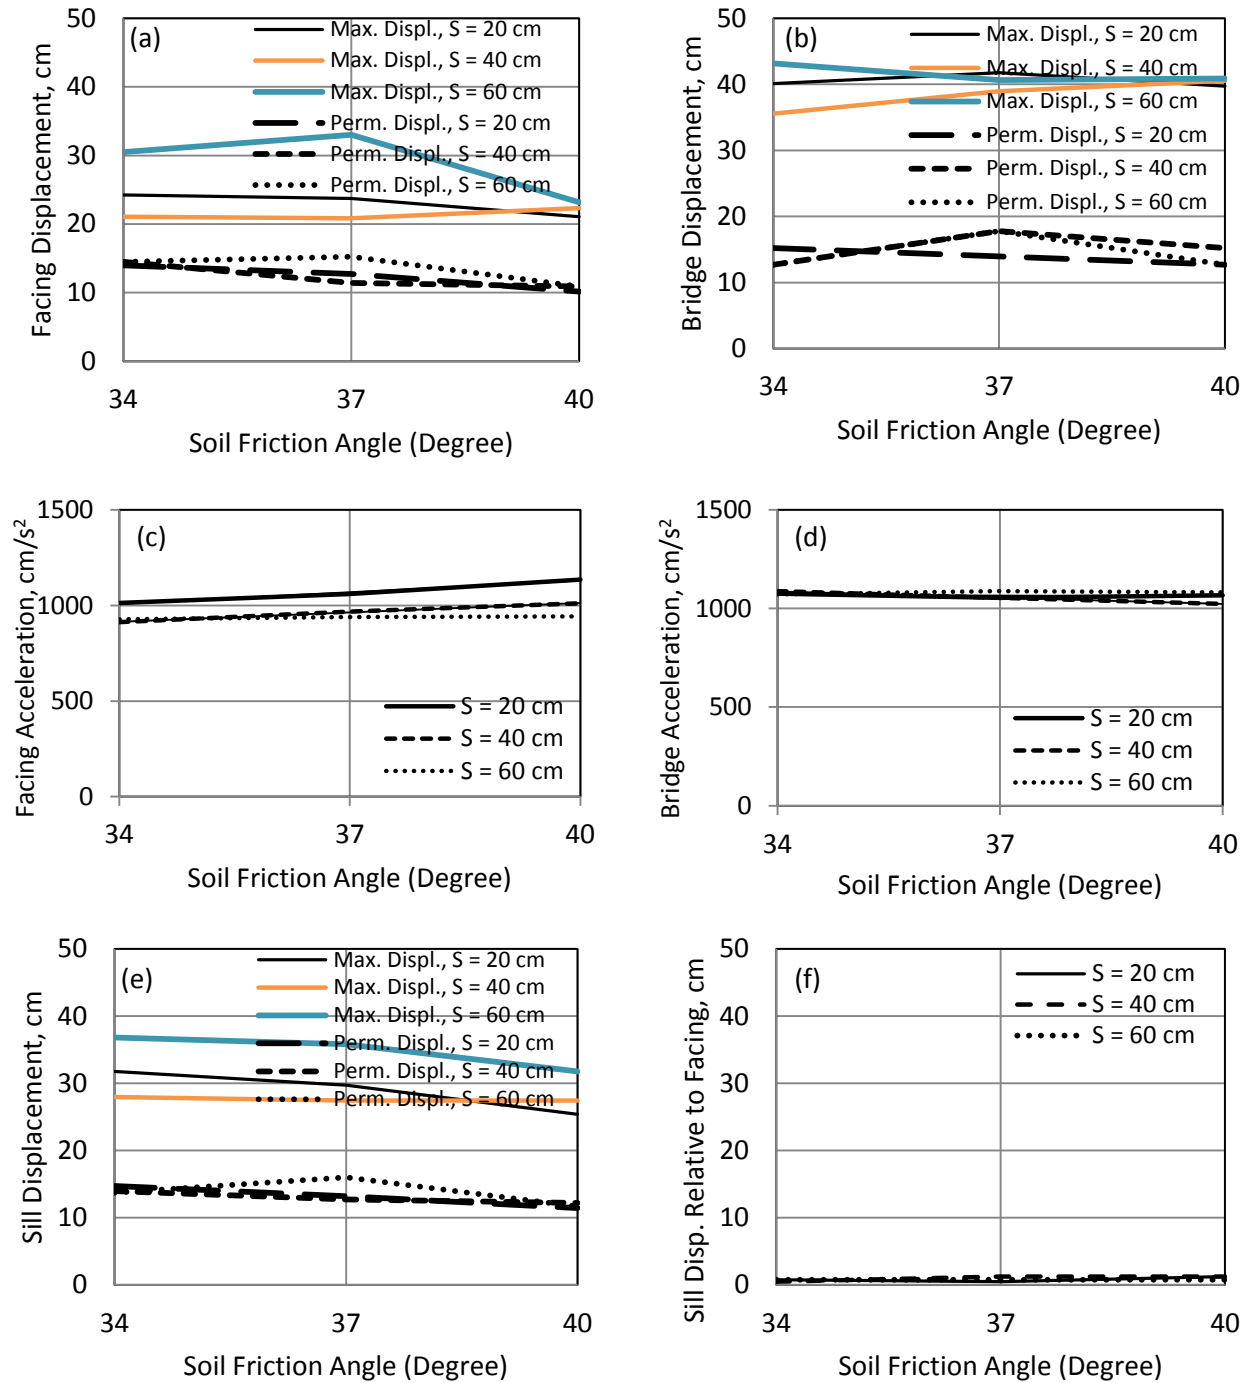 (a)
Max. Displ., S = 20 cm
Max. Displ., S = 40 cm
Max. Displ., S = 60 cm
Perm. Displ., S = 20 cm
Perm. Displ., S = 40 cm
Perm. Displ., S = 60 cm
Facing Displacement, cm
50
40
30
20
10
0
34 37 40
Soil Friction Angle (Degree)
(b)
Max. Displ., S = 20 cm
Max. Displ., S = 40 cm
Max. Displ., S = 60 cm
Perm. Displ., S = 20 cm
Perm. Displ., S = 40 cm
Perm. Displ., S = 60 cm
Bridge Displacement, cm
50
40
30
20
10
0
34 37 40
Soil Friction Angle (Degree)
(c)
Facing Acceleration, cm/s²
1500
1000
500
0
S = 20 cm
S = 40 cm
S = 60 cm
34 37 40
Soil Friction Angle (Degree)
(d)
Bridge Acceleration, cm/s²
1500
1000
500
0
S = 20 cm
S = 40 cm
S = 60 cm
34 37 40
Soil Friction Angle (Degree)
(e)
Max. Displ., S = 20 cm
Max. Displ., S = 40 cm
Max. Displ., S = 60 cm
Perm. Displ., S = 20 cm
Perm. Displ., S = 40 cm
Perm. Displ., S = 60 cm
Sill Displacement, cm
50
40
30
20
10
0
34 37 40
Soil Friction Angle (Degree)
(f)
S = 20 cm
S = 40 cm
S = 60 cm
Sill Disp. Relative to Facing, cm
50
40
30
20
10
0
34 37 40
Soil Friction Angle (Degree)